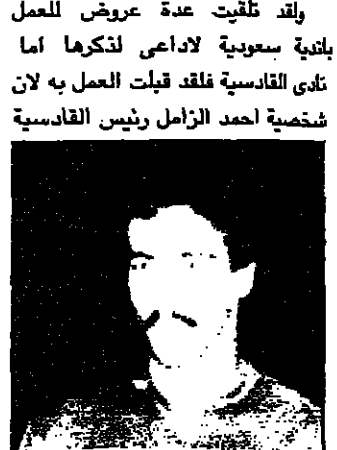 ولقد تلقيت عدة عروض للعمل
باندية سعودية لاداعى لذكرها اما
نادى القادسية فلقد قبلت العمل به لان
شخصية احمد الزامل رئيس القادسية